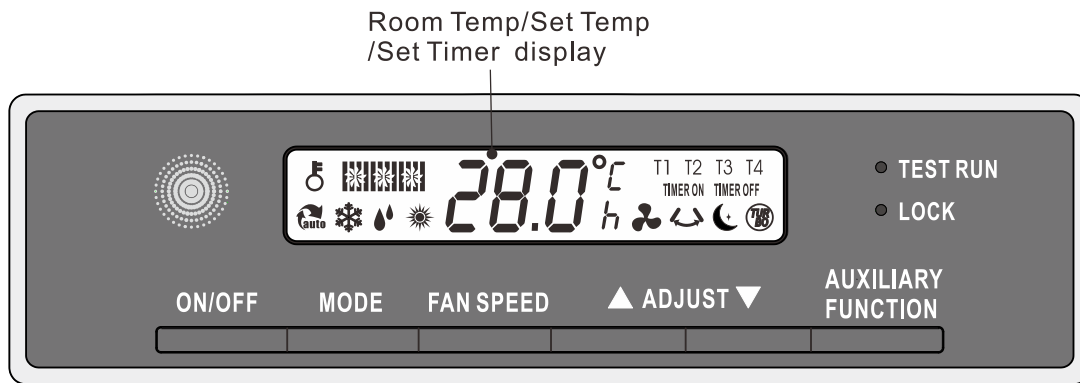 Room Temp/Set Temp
/Set Timer display
28.0°C
h
T1 T2 T3 T4
TIMER ON TIMER OFF
auto
TURBO
TEST RUN
LOCK
ON/OFF
MODE
FAN SPEED
▲ ADJUST ▼
AUXILIARY
FUNCTION